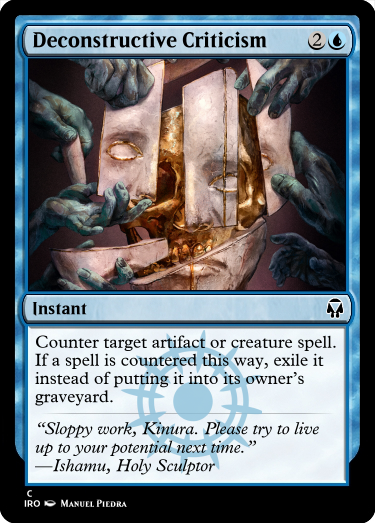 Deconstructive Criticism 2
Instant
Counter target artifact or creature spell.
If a spell is countered this way, exile it
instead of putting it into its owner's
graveyard.
"Sloppy work, Kinura. Please try to live
up to your potential next time."
—Ishamu, Holy Sculptor
C
IRO MANUEL PIEDRA